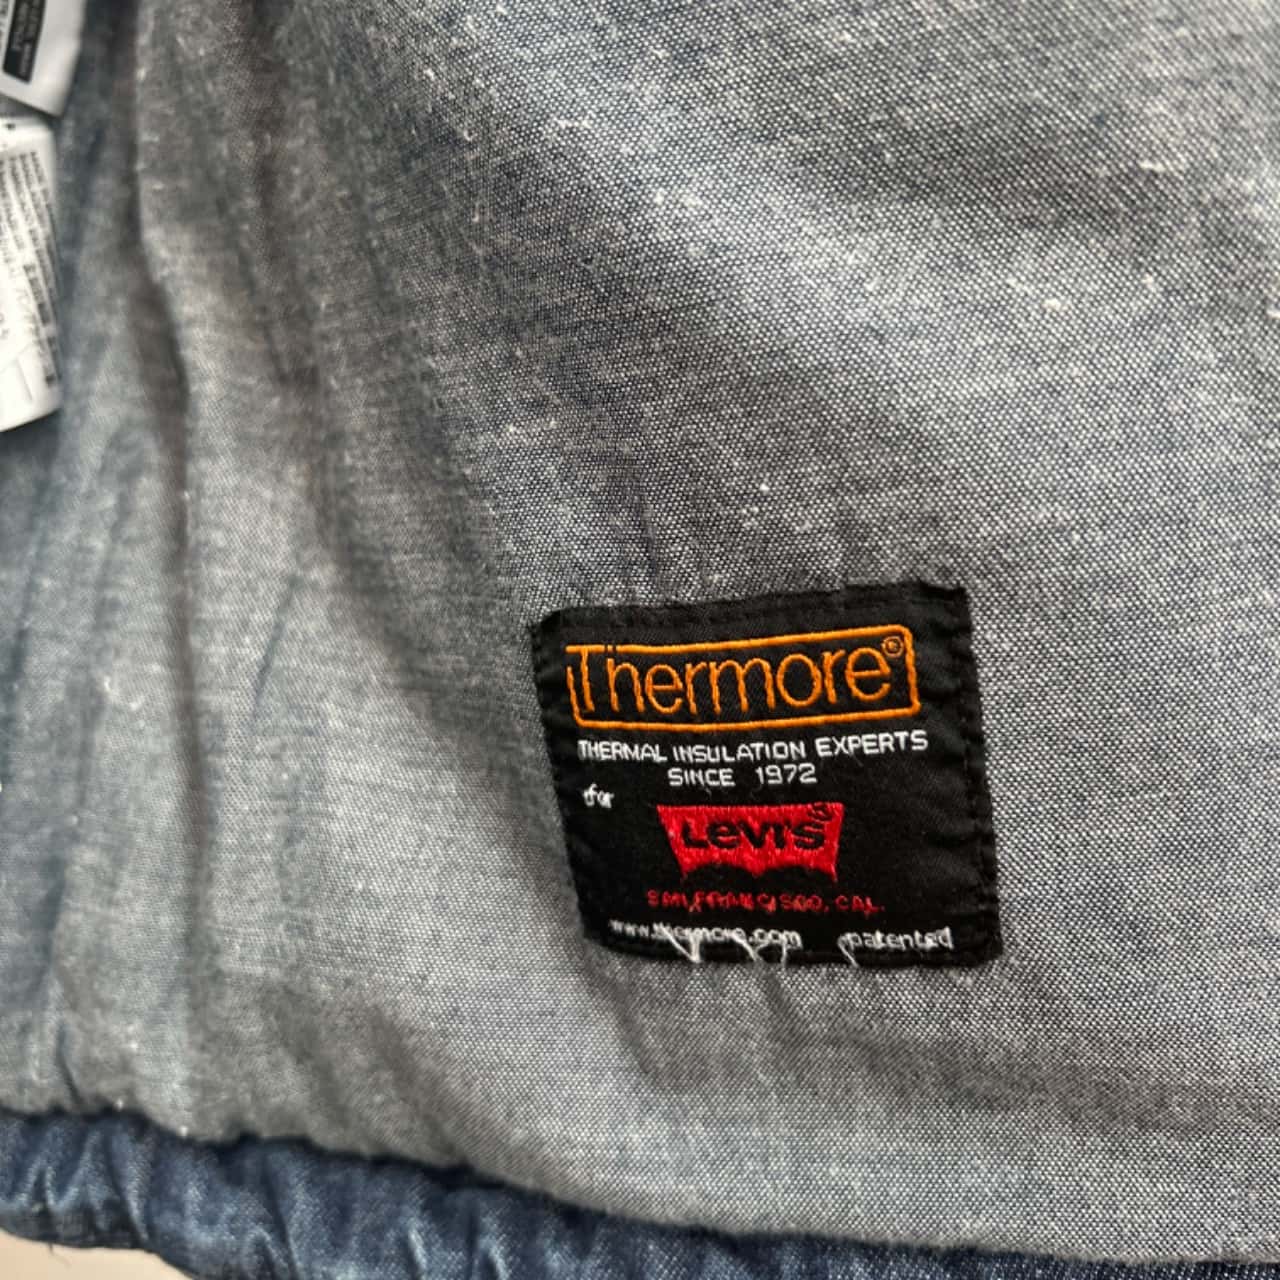 Thermore®
THERMAL INSULATION EXPERTS
SINCE 1972
for
LEVI'S®
SAN FRANCISCO, CAL.
www.thermore.com patented